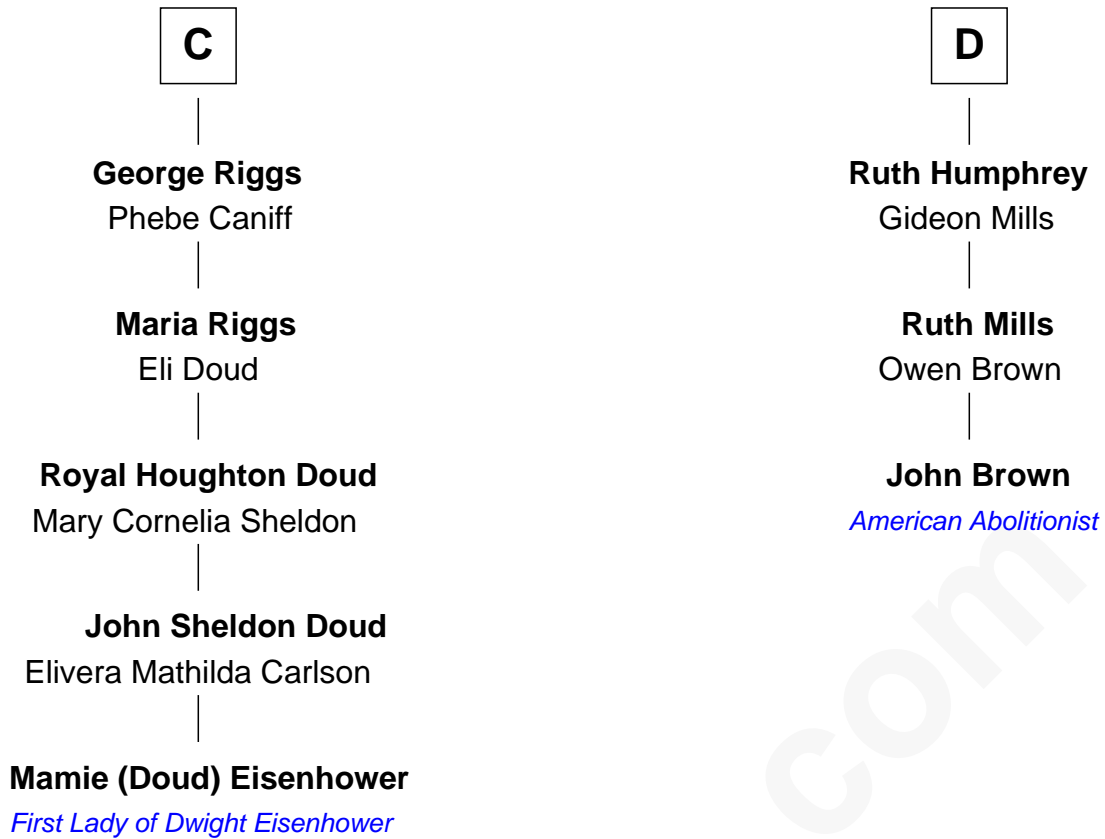 C
George Riggs
Phebe Caniff
Maria Riggs
Eli Doud
Royal Houghton Doud
Mary Cornelia Sheldon
John Sheldon Doud
Elivera Mathilda Carlson
Mamie (Doud) Eisenhower
First Lady of Dwight Eisenhower
D
Ruth Humphrey
Gideon Mills
Ruth Mills
Owen Brown
John Brown
American Abolitionist
com